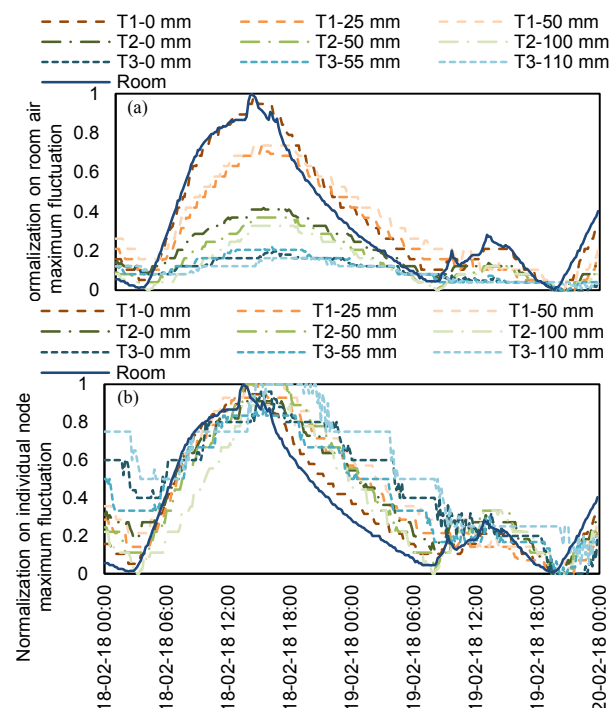 T1-0 mm T1-25 mm T1-50 mm
T2-0 mm T2-50 mm T2-100 mm
T3-0 mm T3-55 mm T3-110 mm
Room
(a)
1
0.8
0.6
0.4
0.2
0
ormalization on room air
maximum fluctuation
T1-0 mm T1-25 mm T1-50 mm
T2-0 mm T2-50 mm T2-100 mm
T3-0 mm T3-55 mm T3-110 mm
Room
(b)
1
0.8
0.6
0.4
0.2
0
Normalization on individual node
maximum fluctuation
18-02-18 00:00
18-02-18 06:00
18-02-18 12:00
18-02-18 18:00
19-02-18 00:00
19-02-18 06:00
19-02-18 12:00
19-02-18 18:00
20-02-18 00:00